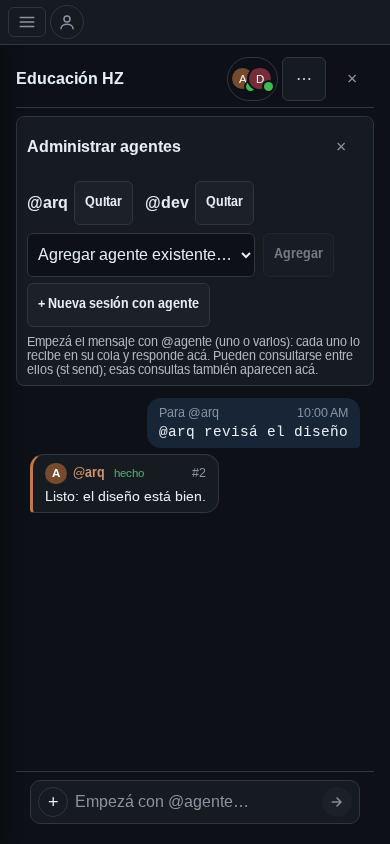 Educación HZ
A D
Administrar agentes
@arq Quitar @dev Quitar
Agregar agente existente… Agregar
+ Nueva sesión con agente
Empezá el mensaje con @agente (uno o varios): cada uno lo
recibe en su cola y responde acá. Pueden consultarse entre
ellos (st send); esas consultas también aparecen acá.
Para @arq 10:00 AM
@arq revisá el diseño
A @arq hecho #2
Listo: el diseño está bien.
Empezá con @agente…